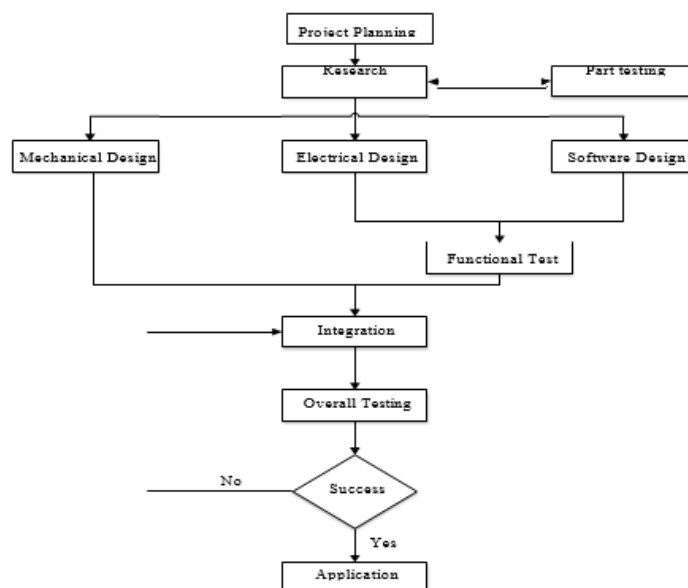 Project Planning
Research
Part testing
Mechanical Design
Electrical Design
Software Design
Functional Test
Integration
Overall Testing
Success
No
Yes
Application